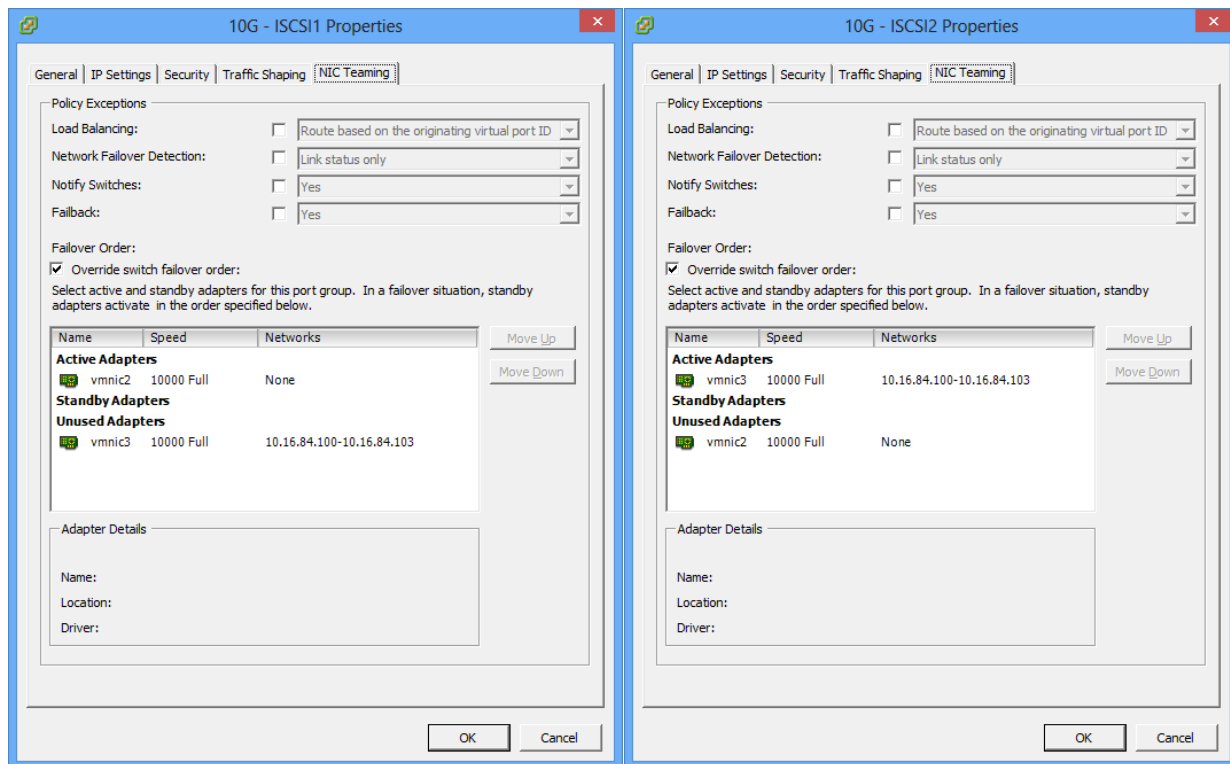 10G - ISCSI1 Properties
General
IP Settings
Security
Traffic Shaping
NIC Teaming
Policy Exceptions
Load Balancing:
Route based on the originating virtual port ID
Network Failover Detection:
Link status only
Notify Switches:
Yes
Failback:
Yes
Failover Order:
Override switch failover order:
Select active and standby adapters for this port group. In a failover situation, standby
adapters activate in the order specified below.
Name Speed Networks
Active Adapters
vmnic2 10000 Full None
Standby Adapters
Unused Adapters
vmnic3 10000 Full 10.16.84.100-10.16.84.103
Move Up
Move Down
Adapter Details
Name:
Location:
Driver:
OK
Cancel
10G - ISCSI2 Properties
General
IP Settings
Security
Traffic Shaping
NIC Teaming
Policy Exceptions
Load Balancing:
Route based on the originating virtual port ID
Network Failover Detection:
Link status only
Notify Switches:
Yes
Failback:
Yes
Failover Order:
Override switch failover order:
Select active and standby adapters for this port group. In a failover situation, standby
adapters activate in the order specified below.
Name Speed Networks
Active Adapters
vmnic3 10000 Full 10.16.84.100-10.16.84.103
Standby Adapters
Unused Adapters
vmnic2 10000 Full None
Move Up
Move Down
Adapter Details
Name:
Location:
Driver:
OK
Cancel